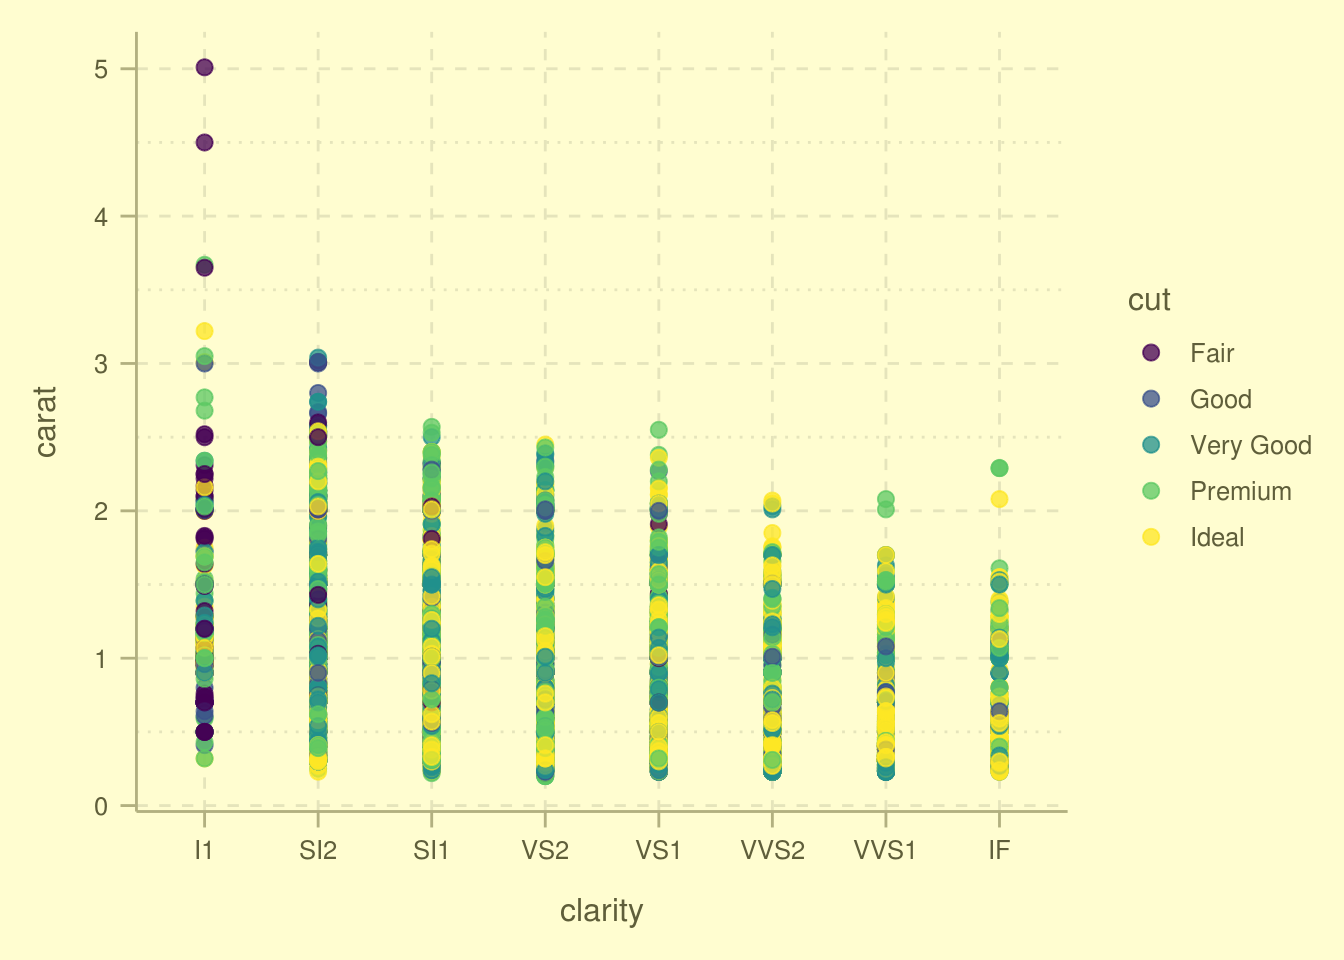 5
4
3
2
1
0
carat
I1 SI2 SI1 VS2 VS1 VVS2 VVS1 IF
clarity
cut
Fair
Good
Very Good
Premium
Ideal